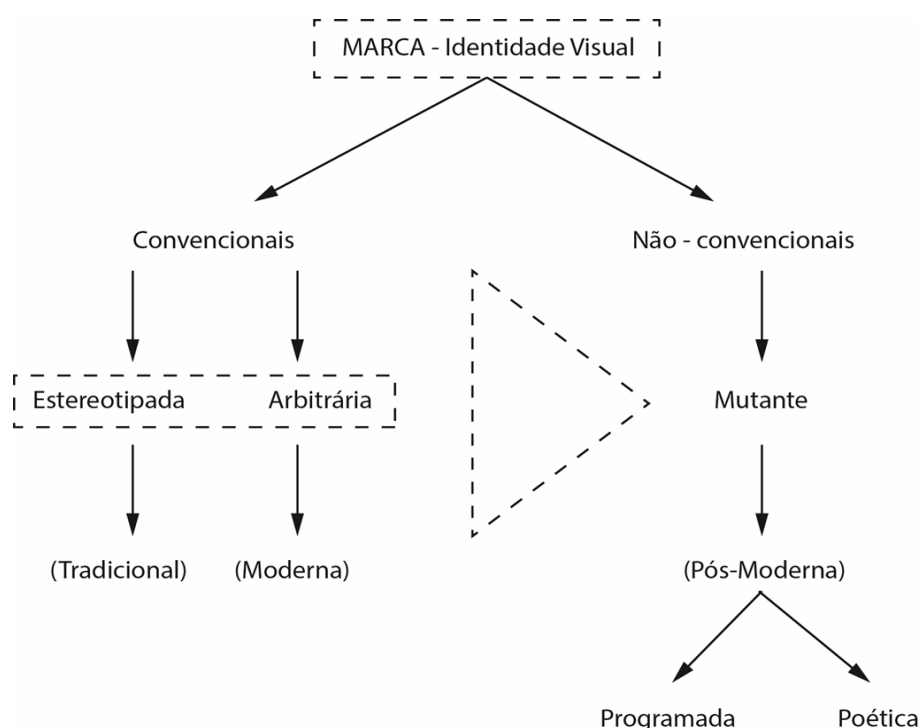 MARCA - Identidade Visual
Convencionais
Não - convencionais
Estereotipada
Arbitrária
Mutante
(Tradicional)
(Moderna)
(Pós-Moderna)
Programada
Poética